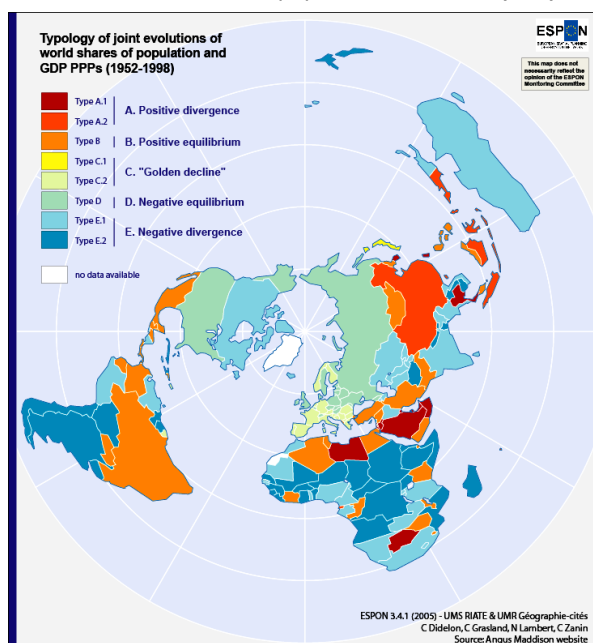 Typology of joint evolutions of
world shares of population and
GDP PPPs (1952-1998)
ESPON
This map does not
necessarily reflect the
opinion of the ESPON
Monitoring Committee
Type A.1
Type A.2
A. Positive divergence
Type B
B. Positive equilibrium
Type C.1
Type C.2
C. "Golden decline"
Type D
D. Negative equilibrium
Type E.1
Type E.2
E. Negative divergence
no data available
ESPON 3.4.1 (2005) - UMS RIATE & UMR Géographie-cités
C Didelon, C Grasland, N Lambert, C Zanin
Source: Angus Maddison website